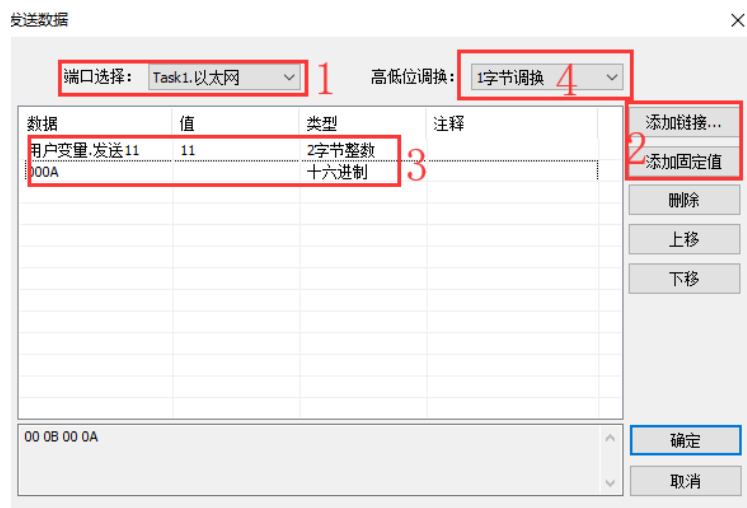 发送数据
端口选择： Task1.以太网 1 高低位调换： 1字节调换 4
数据 值 类型 注释 添加链接...
用户变量.发送11 11 2字节整数 3 2 添加固定值
000A 十六进制
删除
上移
下移
00 0B 00 0A 确定
取消